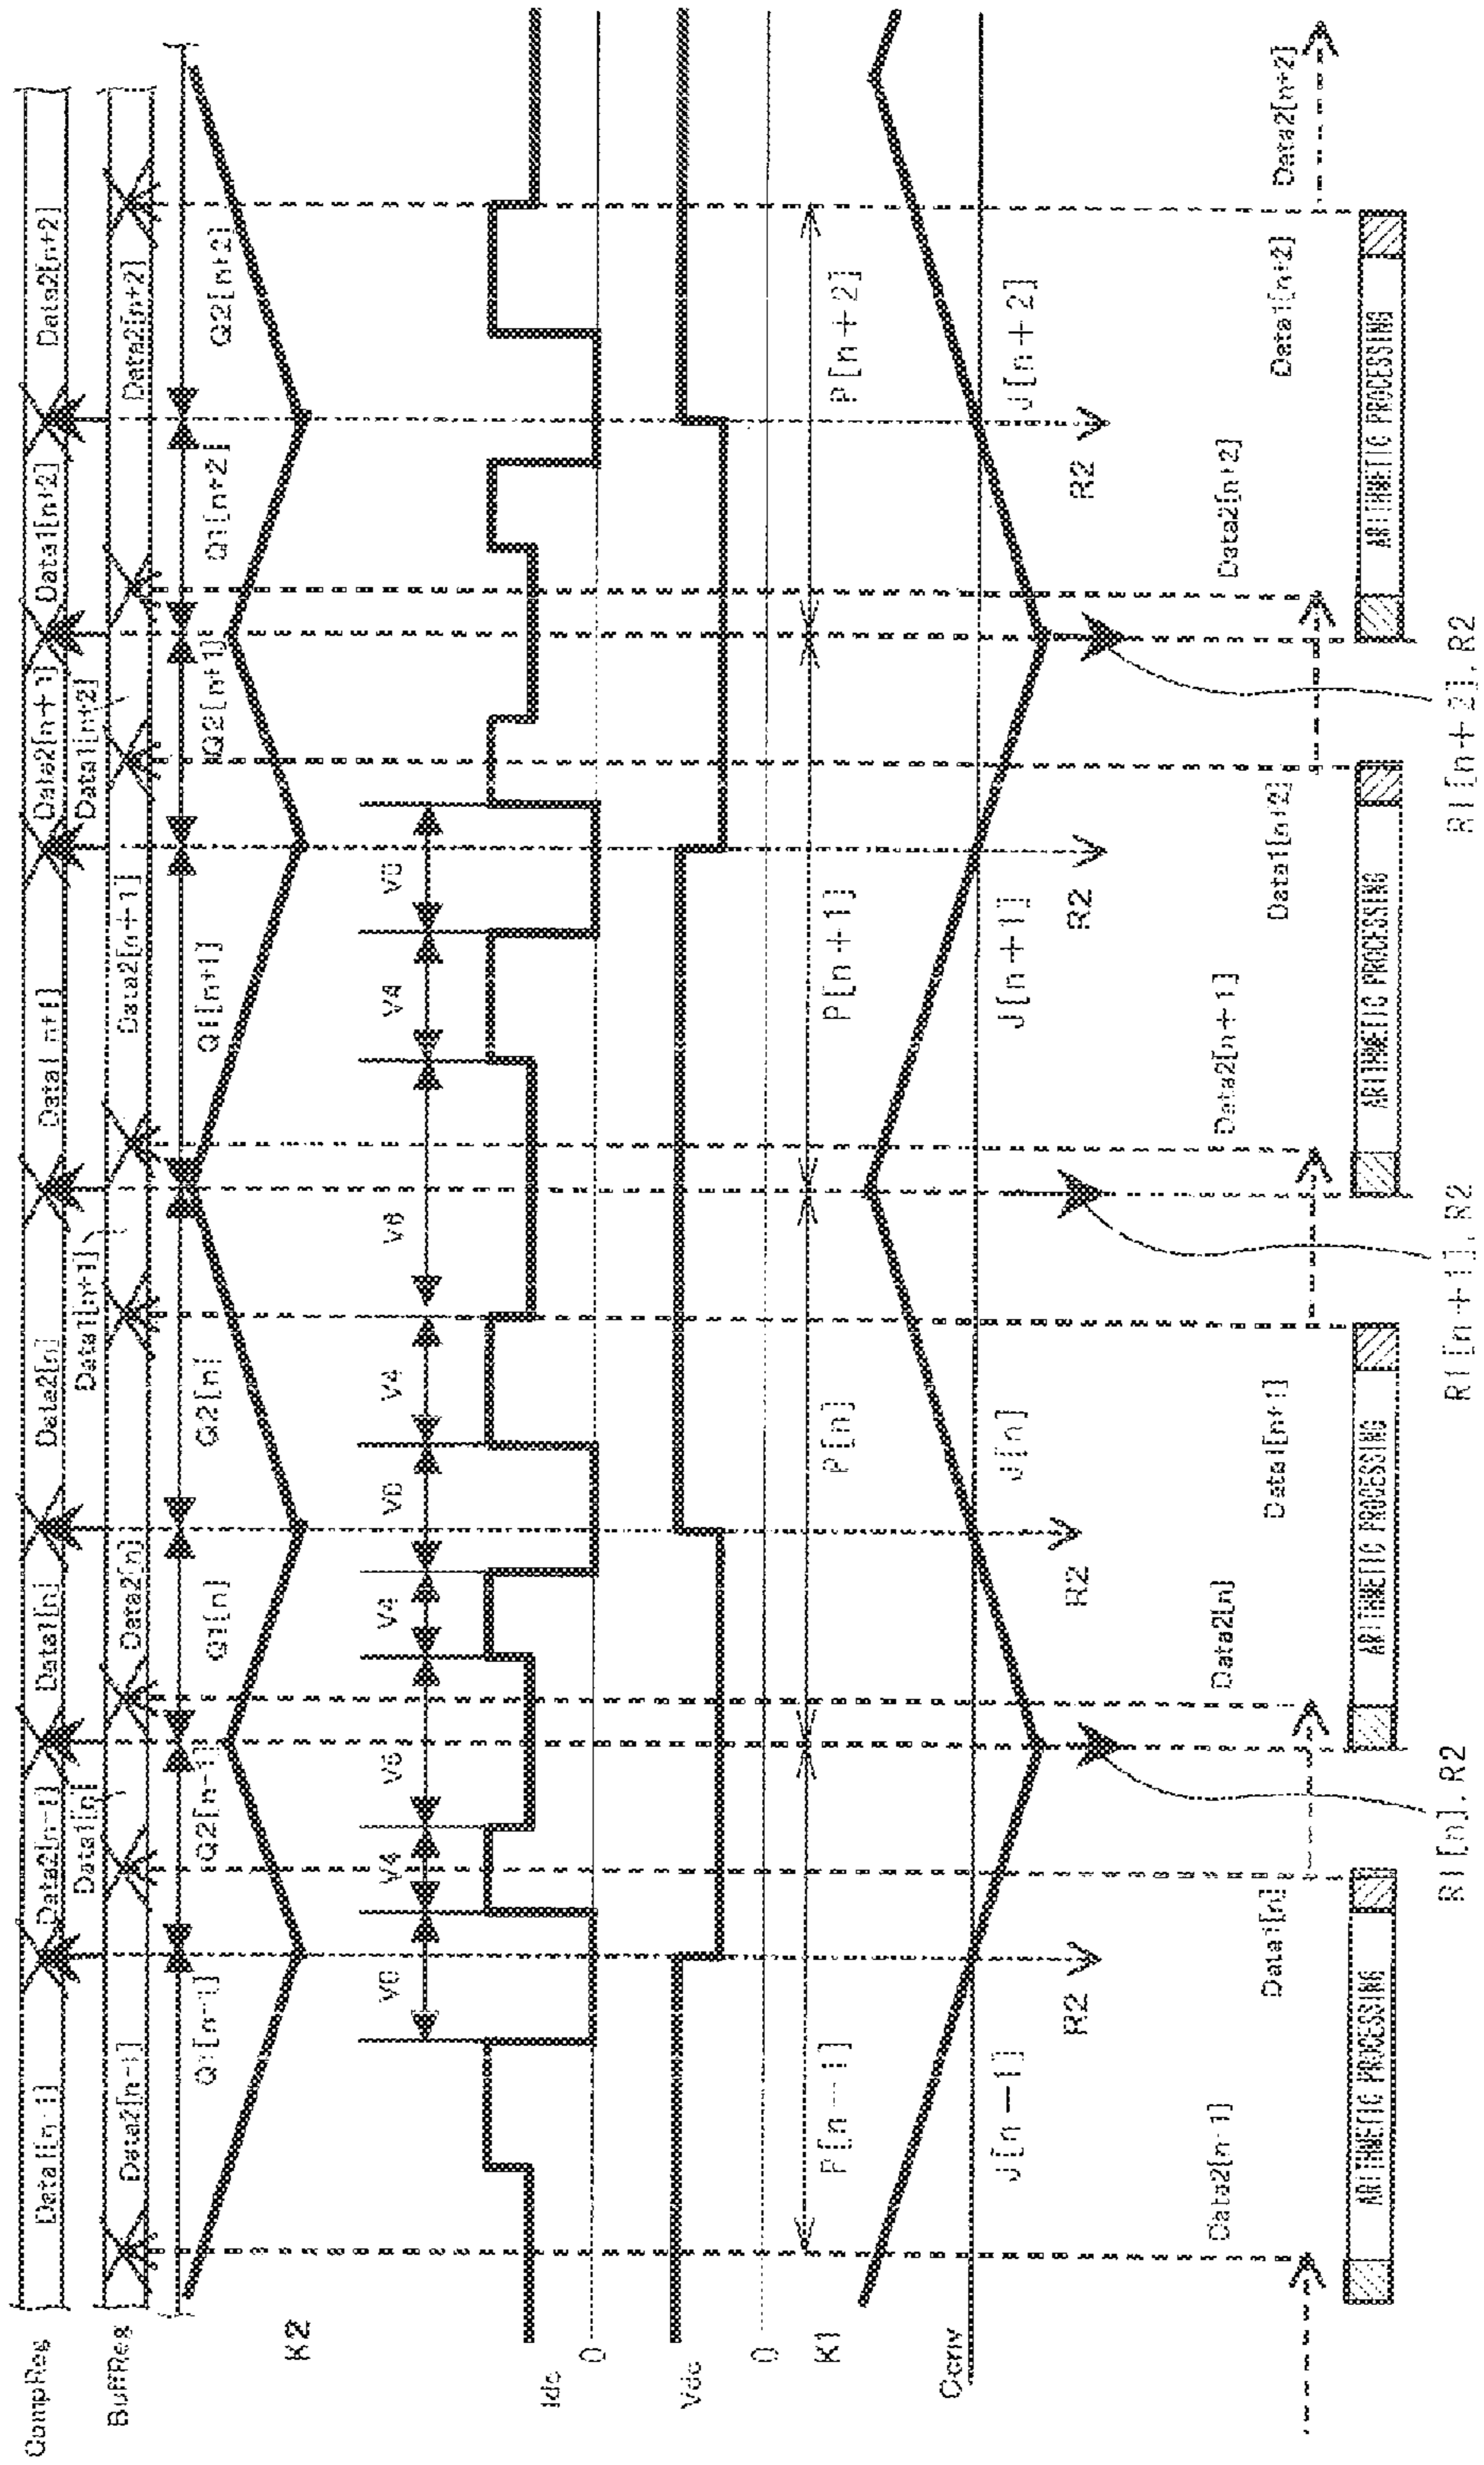 CompReg
Data1[n-1]
Data2[n-1]
Data1[n]
Data2[n]
Data1[n+1]
Data2[n+1]
Data1[n+2]
Data2[n+2]
BuffReg
Data2[n-1]
Data1[n]
Data2[n]
Data1[n+1]
Data2[n+1]
Data1[n+2]
Data2[n+2]
Q1[n-1]
Q2[n-1]
Q1[n]
Q2[n]
Q1[n+1]
Q2[n+1]
Q1[n+2]
Q2[n+2]
K2
V0
V4
V6
V4
V0
V4
V6
V4
V0
Idc
0
Vdc
0
K1
P[n-1]
P[n]
P[n+1]
P[n+2]
Ccnv
J[n-1]
J[n]
J[n+1]
J[n+2]
R2
R2
R2
R2
Data2[n-1]
Data1[n]
Data2[n]
Data1[n+1]
Data2[n+1]
Data1[n+2]
Data2[n+2]
Data1[n+2]
Data2[n+2]
ARITHMETIC PROCESSING
ARITHMETIC PROCESSING
ARITHMETIC PROCESSING
ARITHMETIC PROCESSING
R1[n],R2
R1[n+1],R2
R1[n+2],R2